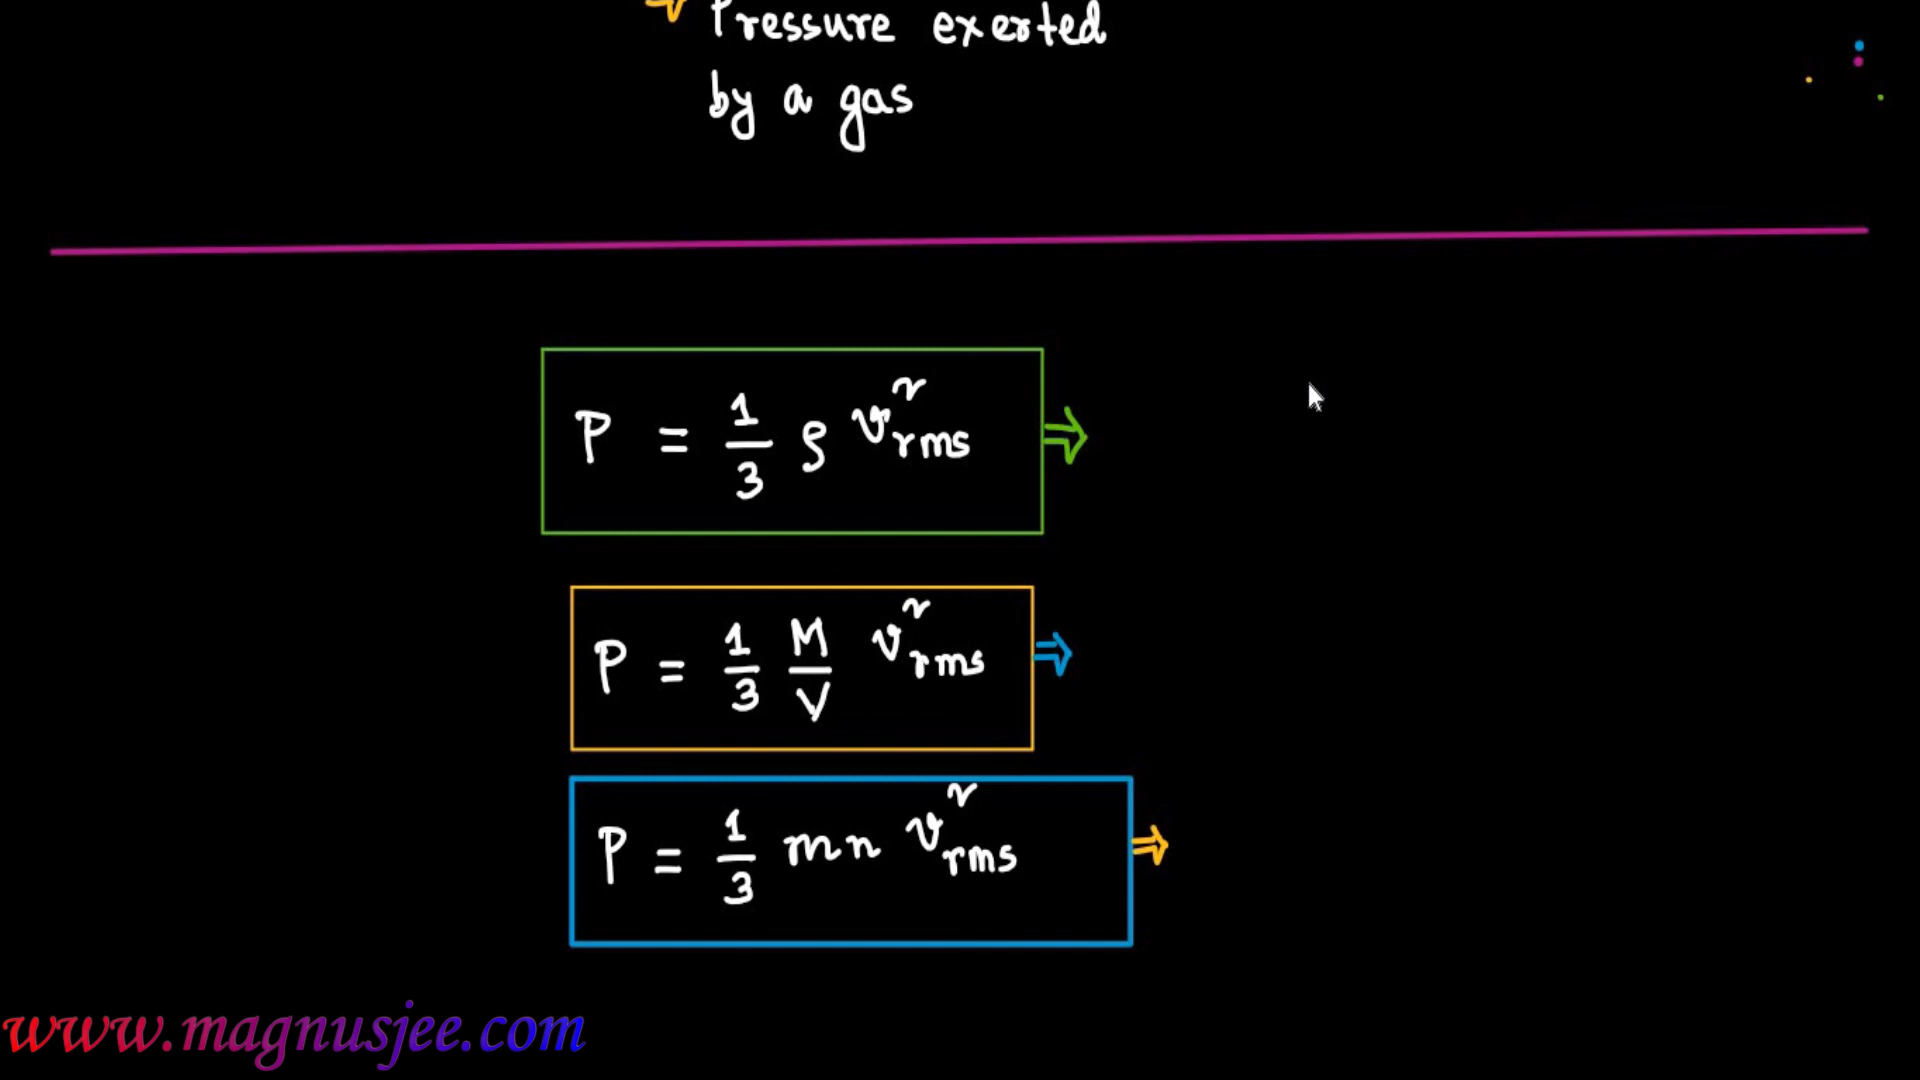 Pressure exerted
by a gas
P = 1/3 ρ v²rms
P = 1/3 M/V v²rms
P = 1/3 mn v²rms
www.magnusjee.com